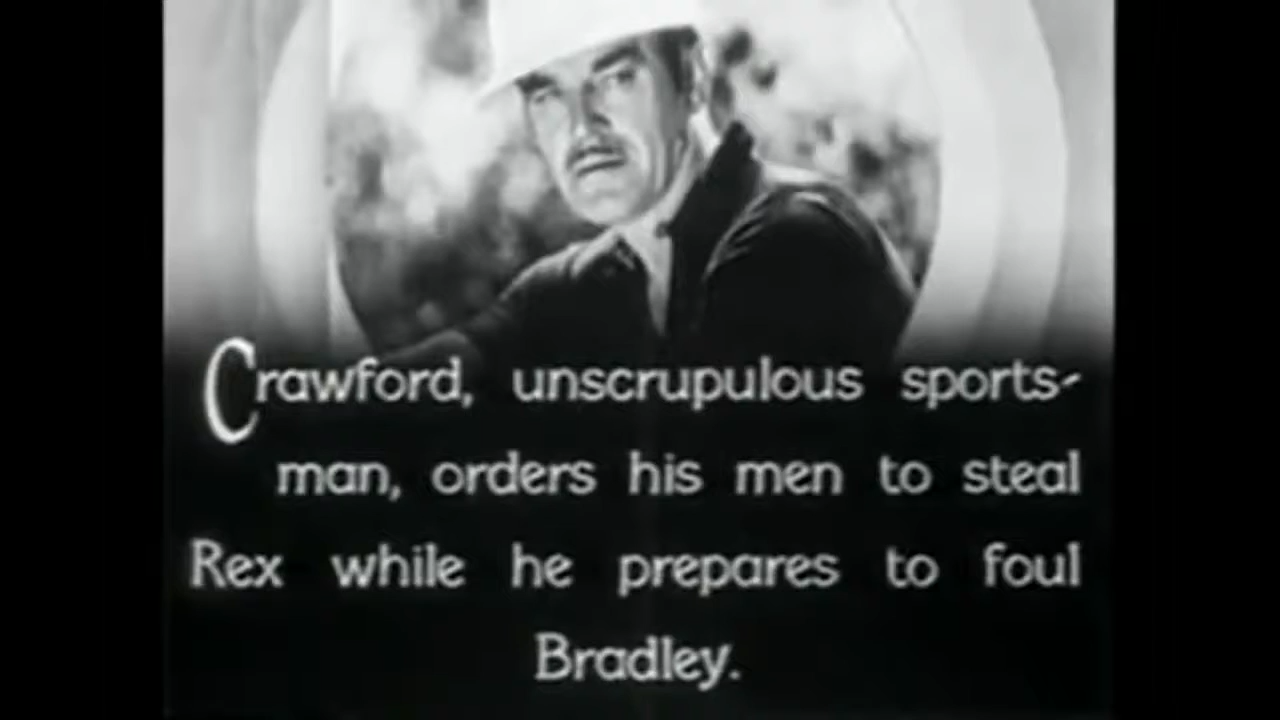 Crawford, unscrupulous sports-
man, orders his men to steal
Rex while he prepares to foul
Bradley.